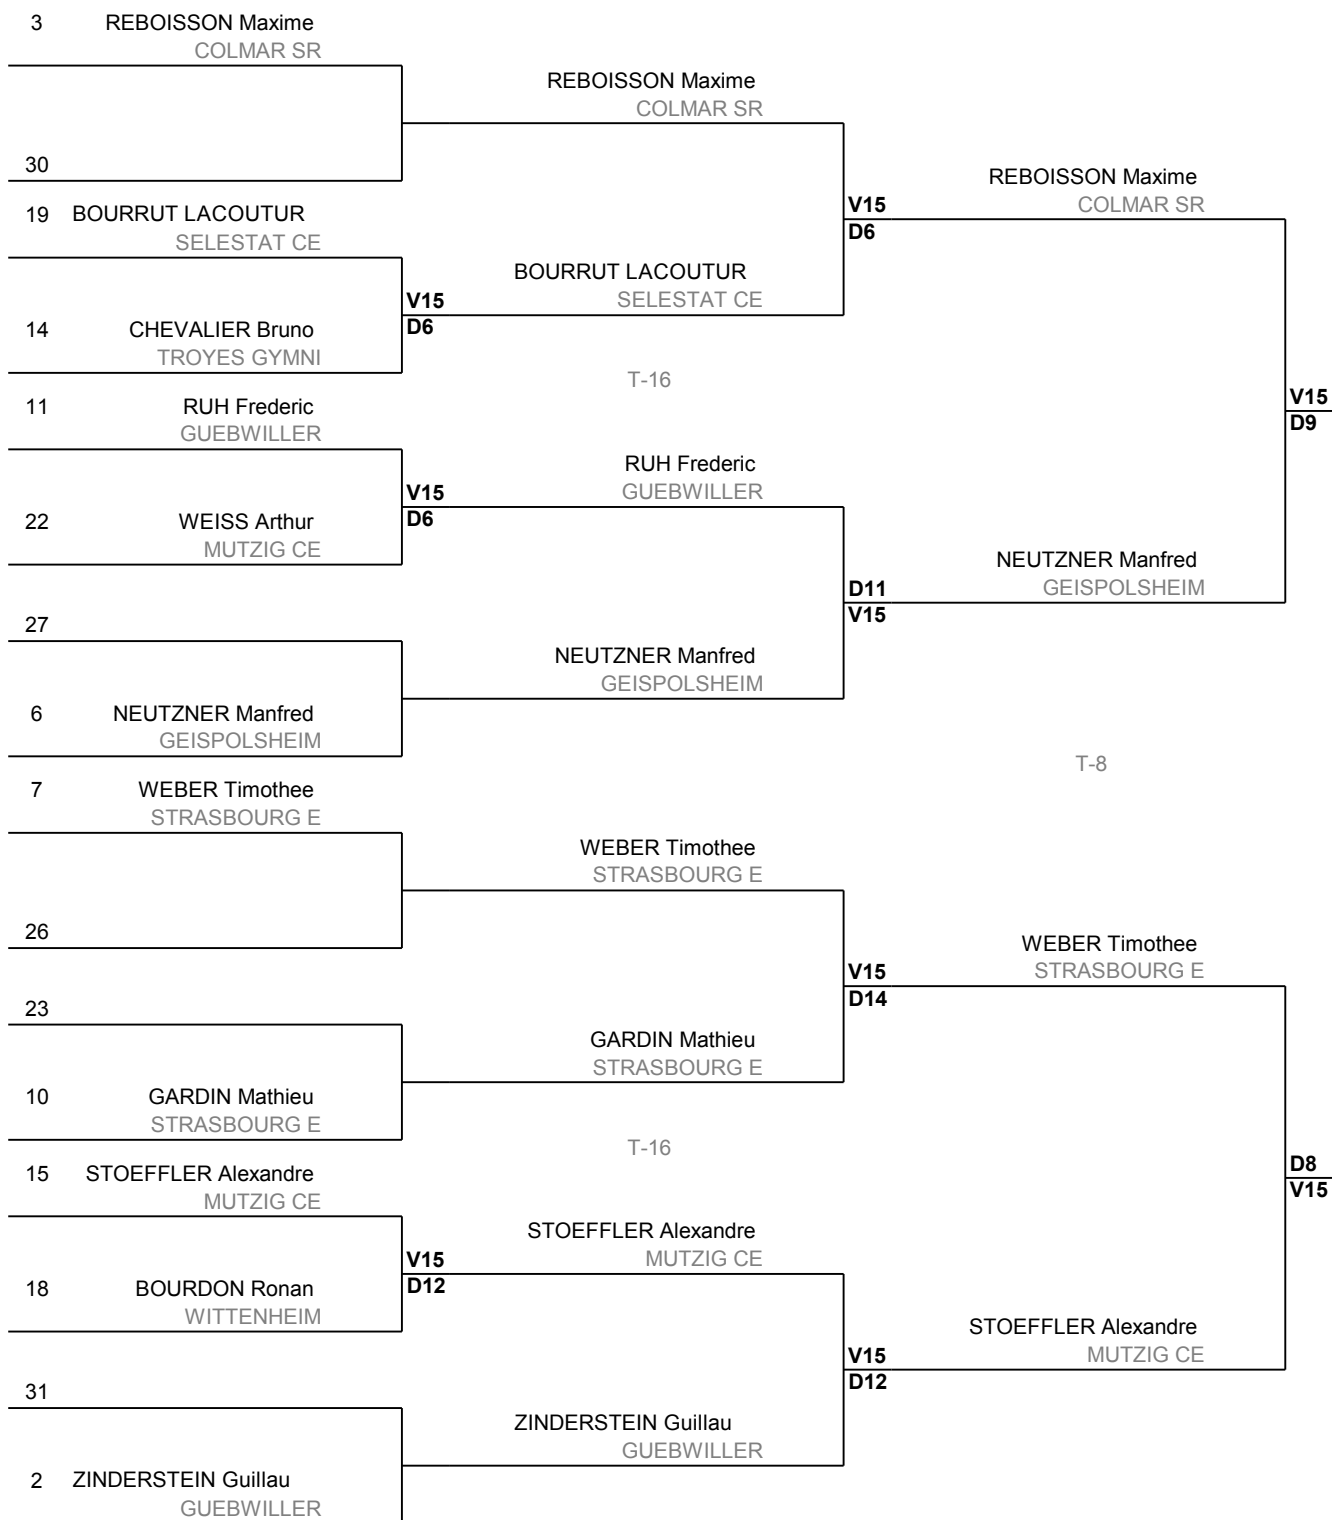 3 REBOISSON Maxime
COLMAR SR
REBOISSON Maxime
COLMAR SR
30
REBOISSON Maxime
COLMAR SR
19 BOURRUT LACOUTUR
SELESTAT CE
V15
D6
BOURRUT LACOUTUR
SELESTAT CE
V15
D6
14 CHEVALIER Bruno
TROYES GYMNI
T-16
11 RUH Frederic
GUEBWILLER
V15
D9
RUH Frederic
GUEBWILLER
V15
D6
22 WEISS Arthur
MUTZIG CE
NEUTZNER Manfred
GEISPOLSHEIM
D11
V15
27
NEUTZNER Manfred
GEISPOLSHEIM
6 NEUTZNER Manfred
GEISPOLSHEIM
T-8
7 WEBER Timothee
STRASBOURG E
WEBER Timothee
STRASBOURG E
26
WEBER Timothee
STRASBOURG E
V15
D14
23
GARDIN Mathieu
STRASBOURG E
10 GARDIN Mathieu
STRASBOURG E
T-16
15 STOEFFLER Alexandre
MUTZIG CE
D8
V15
STOEFFLER Alexandre
MUTZIG CE
V15
D12
18 BOURDON Ronan
WITTENHEIM
STOEFFLER Alexandre
MUTZIG CE
V15
D12
31
ZINDERSTEIN Guillau
GUEBWILLER
2 ZINDERSTEIN Guillau
GUEBWILLER